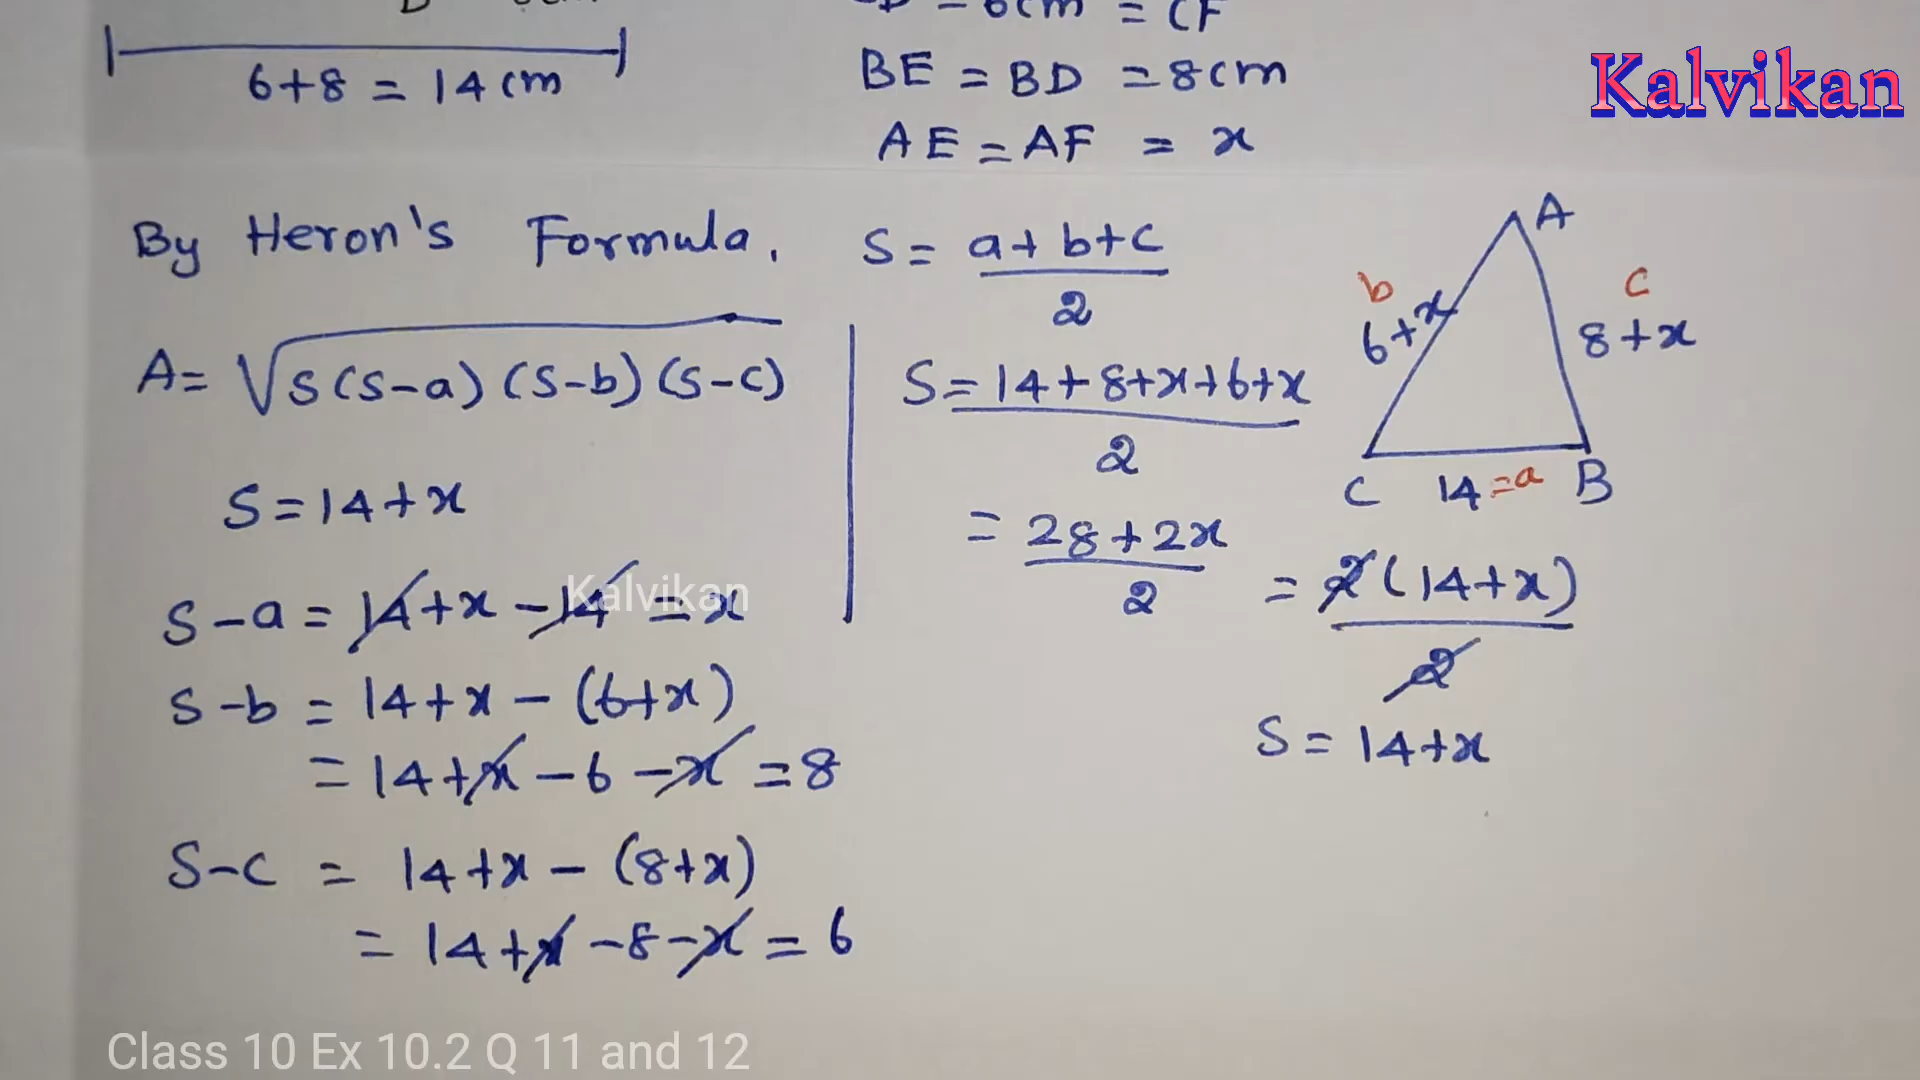 6+8 = 14cm
= 6cm = CF
BE = BD = 8cm
AE = AF = x
Kalvikan
By Heron's Formula,
A = √s(s-a)(s-b)(s-c)
S = 14+x
S-a = 14+x-14 = x
Kalvikan
S-b = 14+x-(6+x)
= 14+x-6-x = 8
S-c = 14+x-(8+x)
= 14+x-8-x = 6
S = a+b+c
2
S = 14+8+x+6+x
2
= 28+2x
2
= 2(14+x)
2
S = 14+x
A
b
c
6+x
8+x
C 14 =a B
Class 10 Ex 10.2 Q 11 and 12